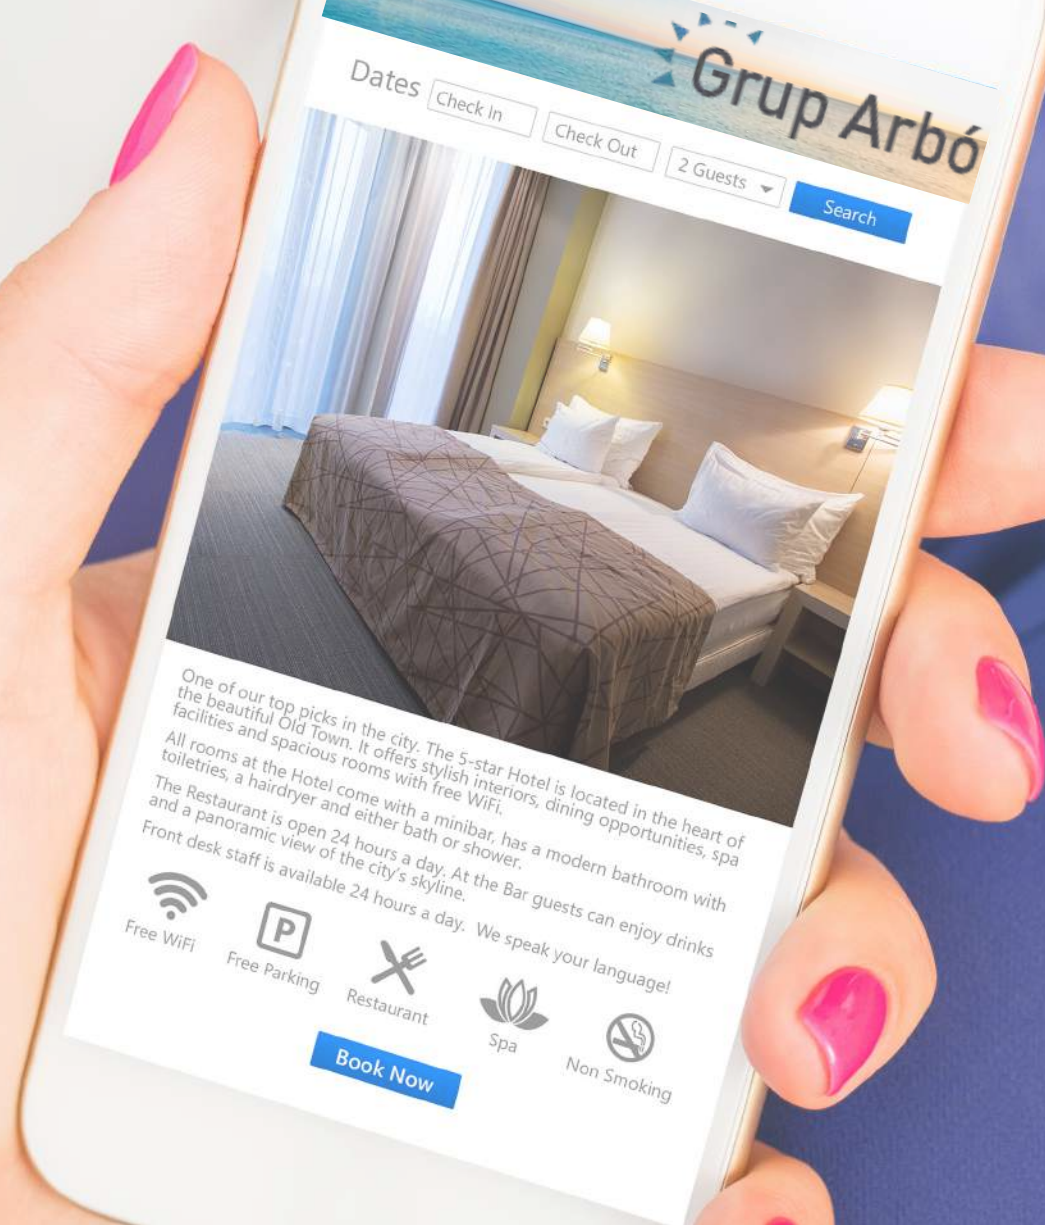 Grup Arbó
Dates
Check In
Check Out
2 Guests
Search
One of our top picks in the city. The 5-star Hotel is located in the heart of
the beautiful Old Town. It offers stylish interiors, dining opportunities, spa
facilities and spacious rooms with free WiFi.
All rooms at the Hotel come with a minibar, has a modern bathroom with
toiletries, a hairdryer and either bath or shower.
The Restaurant is open 24 hours a day. At the Bar guests can enjoy drinks
and a panoramic view of the city's skyline.
Front desk staff is available 24 hours a day. We speak your language!
P
Free WiFi
Free Parking
Restaurant
Spa
Non Smoking
Book Now